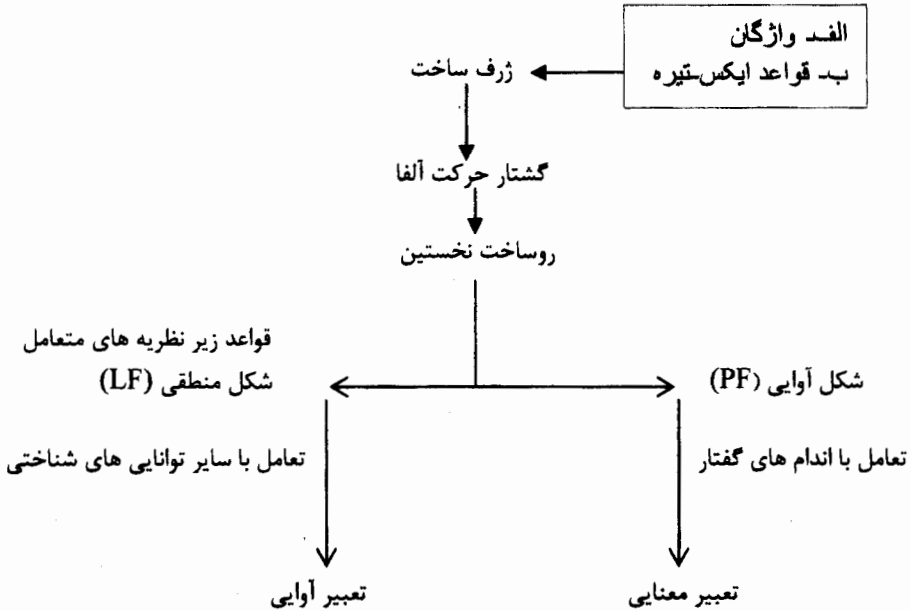 الف‌ـ واژگان
ب‌ـ قواعد ایکس‌ـتیره
ژرف ساخت
گشتار حرکت آلفا
روساخت نخستین
قواعد زیر نظریه های متعامل
شکل آوایی (PF)
شکل منطقی (LF)
تعامل با اندام های گفتار
تعامل با سایر توانایی های شناختی
تعبیر معنایی
تعبیر آوایی